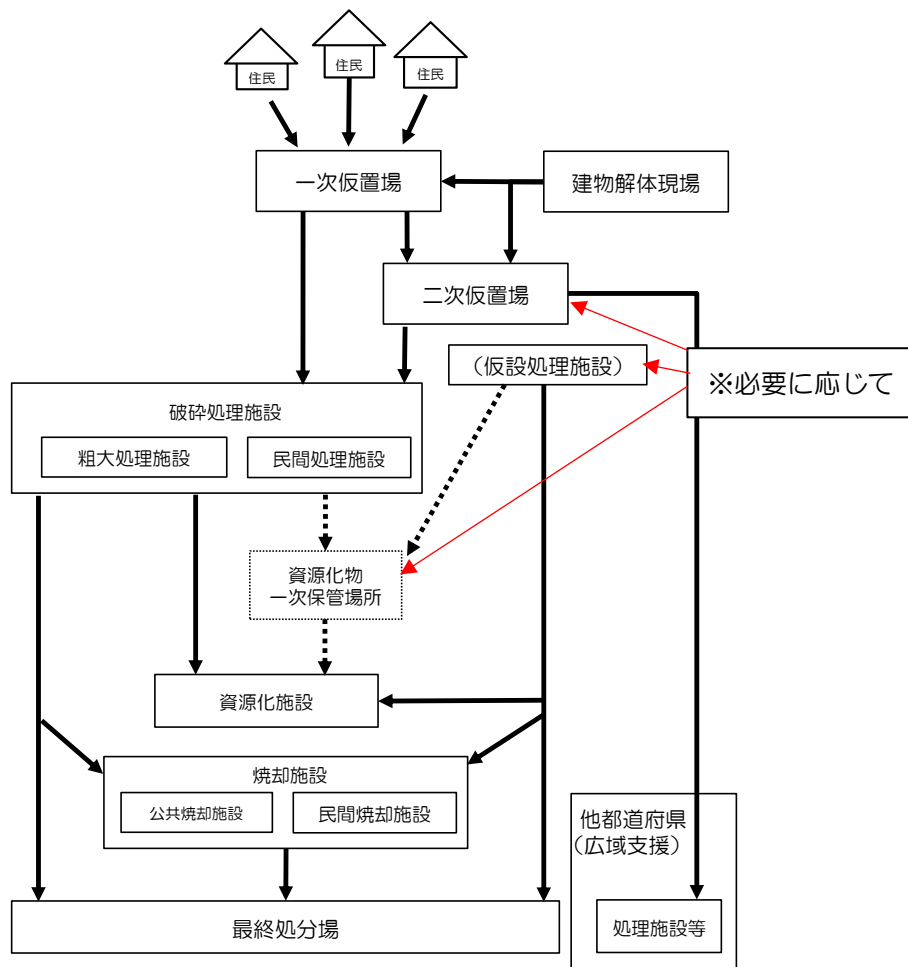 住民
住民
住民
一次仮置場
建物解体現場
二次仮置場
（仮設処理施設）
※必要に応じて
破砕処理施設
粗大処理施設
民間処理施設
資源化物
一次保管場所
資源化施設
焼却施設
公共焼却施設
民間焼却施設
他都道府県
（広域支援）
処理施設等
最終処分場